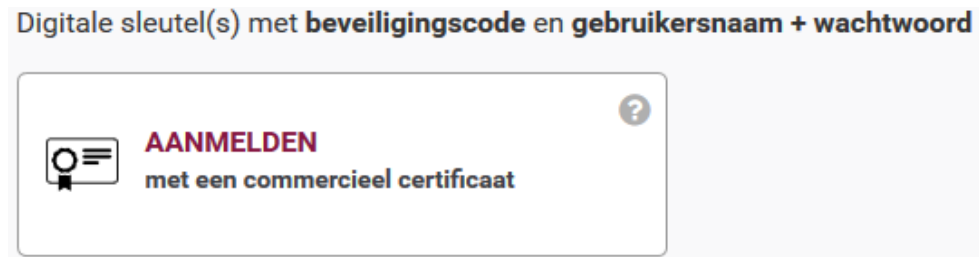 Digitale sleutel(s) met beveiligingscode en gebruikersnaam + wachtwoord
?
AANMELDEN
met een commercieel certificaat